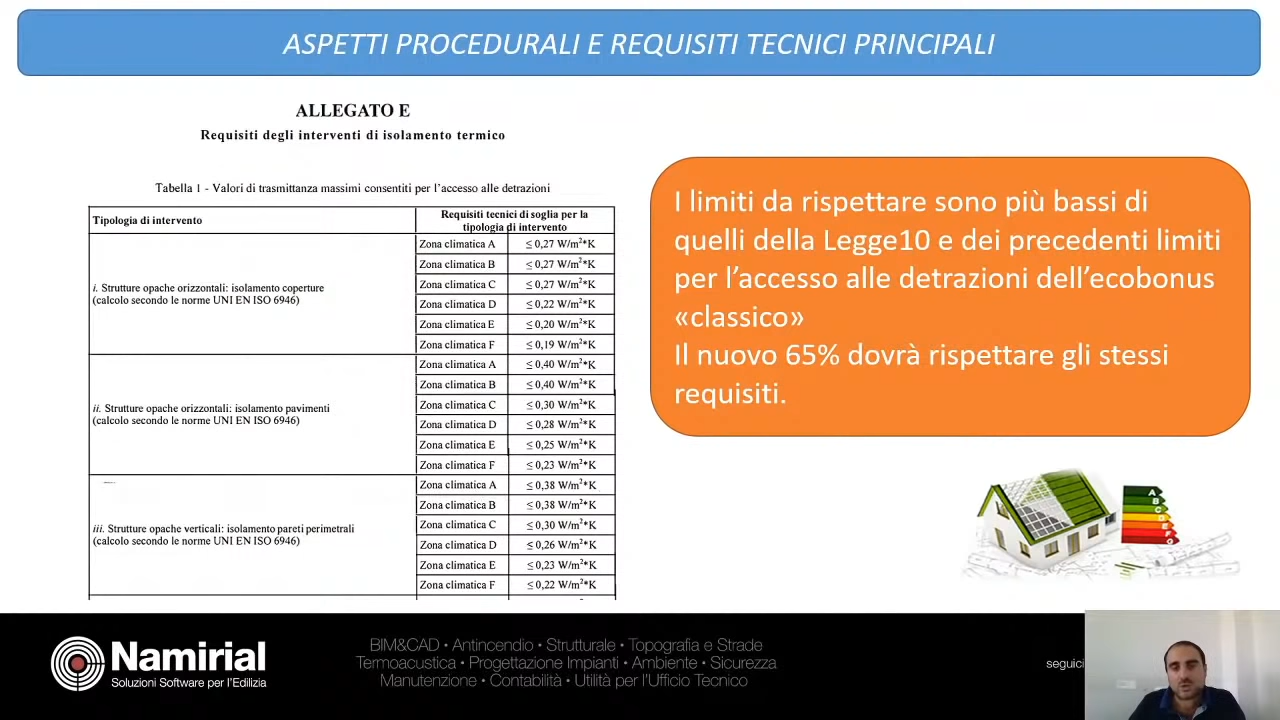 ASPETTI PROCEDURALI E REQUISITI TECNICI PRINCIPALI
ALLEGATO E
Requisiti degli interventi di isolamento termico
Tabella 1 - Valori di trasmittanza massimi consentiti per l'accesso alle detrazioni
Tipologia di intervento
Requisiti tecnici di soglia per la
tipologia di intervento
i. Strutture opache orizzontali: isolamento coperture
(calcolo secondo le norme UNI EN ISO 6946)
Zona climatica A ≤ 0,27 W/m²*K
Zona climatica B ≤ 0,27 W/m²*K
Zona climatica C ≤ 0,27 W/m²*K
Zona climatica D ≤ 0,22 W/m²*K
Zona climatica E ≤ 0,20 W/m²*K
Zona climatica F ≤ 0,19 W/m²*K
ii. Strutture opache orizzontali: isolamento pavimenti
(calcolo secondo le norme UNI EN ISO 6946)
Zona climatica A ≤ 0,40 W/m²*K
Zona climatica B ≤ 0,40 W/m²*K
Zona climatica C ≤ 0,30 W/m²*K
Zona climatica D ≤ 0,28 W/m²*K
Zona climatica E ≤ 0,25 W/m²*K
Zona climatica F ≤ 0,23 W/m²*K
iii. Strutture opache verticali: isolamento pareti perimetrali
(calcolo secondo le norme UNI EN ISO 6946)
Zona climatica A ≤ 0,38 W/m²*K
Zona climatica B ≤ 0,38 W/m²*K
Zona climatica C ≤ 0,30 W/m²*K
Zona climatica D ≤ 0,26 W/m²*K
Zona climatica E ≤ 0,23 W/m²*K
Zona climatica F ≤ 0,22 W/m²*K
I limiti da rispettare sono più bassi di
quelli della Legge10 e dei precedenti limiti
per l'accesso alle detrazioni dell'ecobonus
«classico»
Il nuovo 65% dovrà rispettare gli stessi
requisiti.
A
B
C
D
E
F
G
Namirial
Soluzioni Software per l'Edilizia
BIM&CAD • Antincendio • Strutturale • Topografia e Strade
Termoacustica • Progettazione Impianti • Ambiente • Sicurezza
Manutenzione • Contabilità • Utilità per l'Ufficio Tecnico
seguici